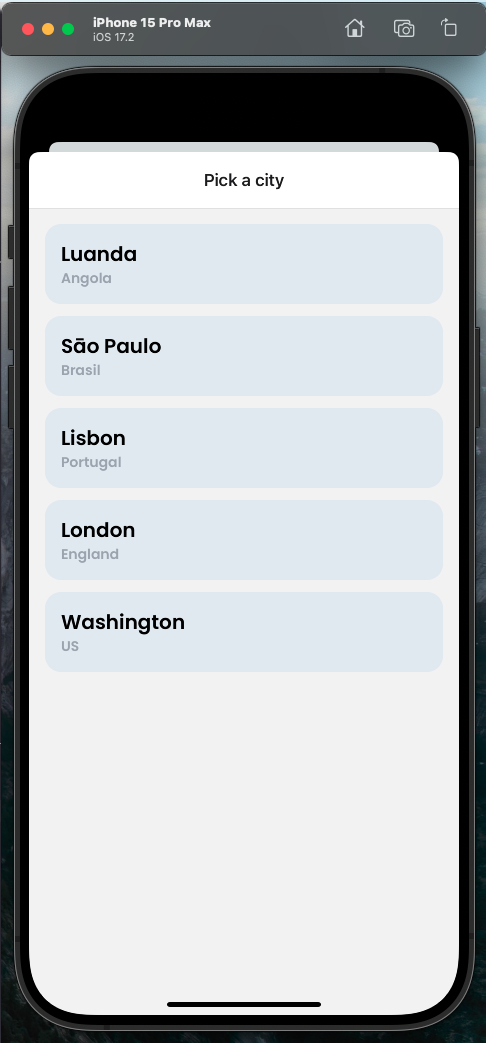 iPhone 15 Pro Max
iOS 17.2
Pick a city
Luanda
Angola
São Paulo
Brasil
Lisbon
Portugal
London
England
Washington
US